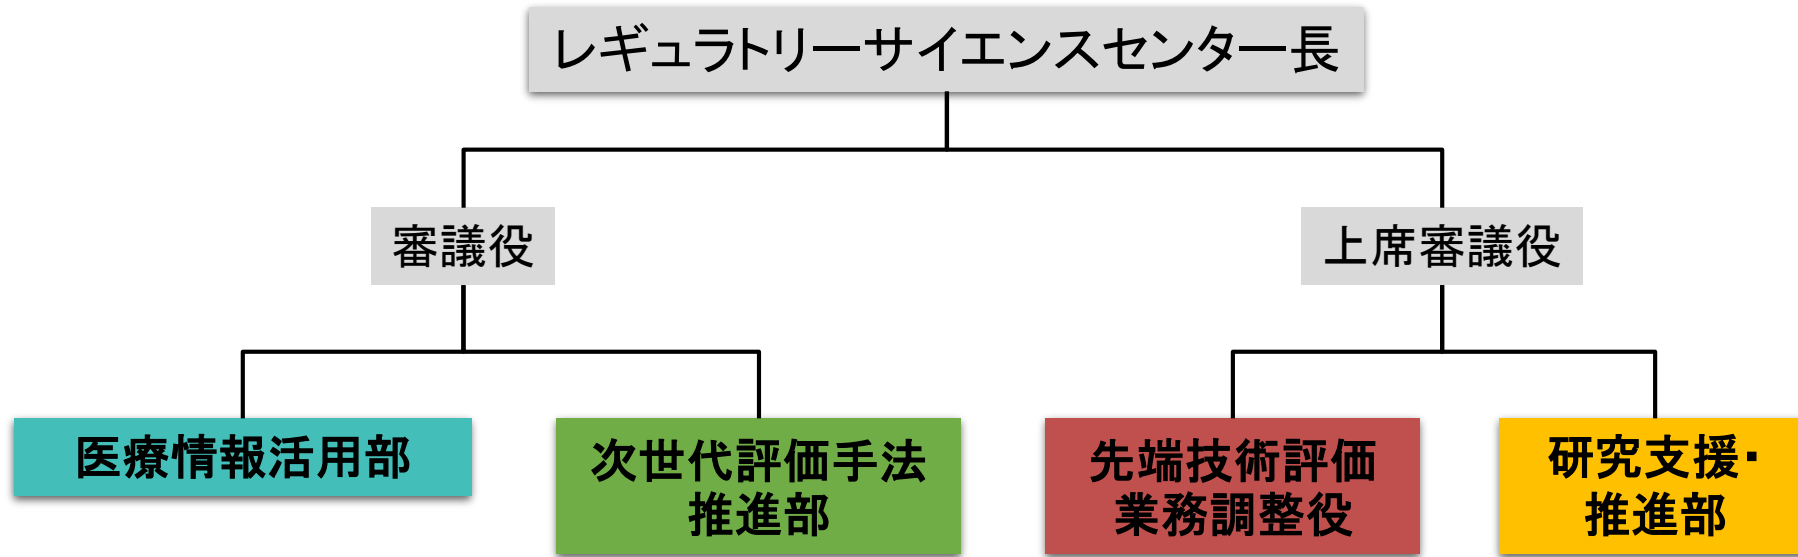 レギュラトリーサイエンスセンター長
審議役
上席審議役
医療情報活用部
次世代評価手法
推進部
先端技術評価
業務調整役
研究支援・
推進部